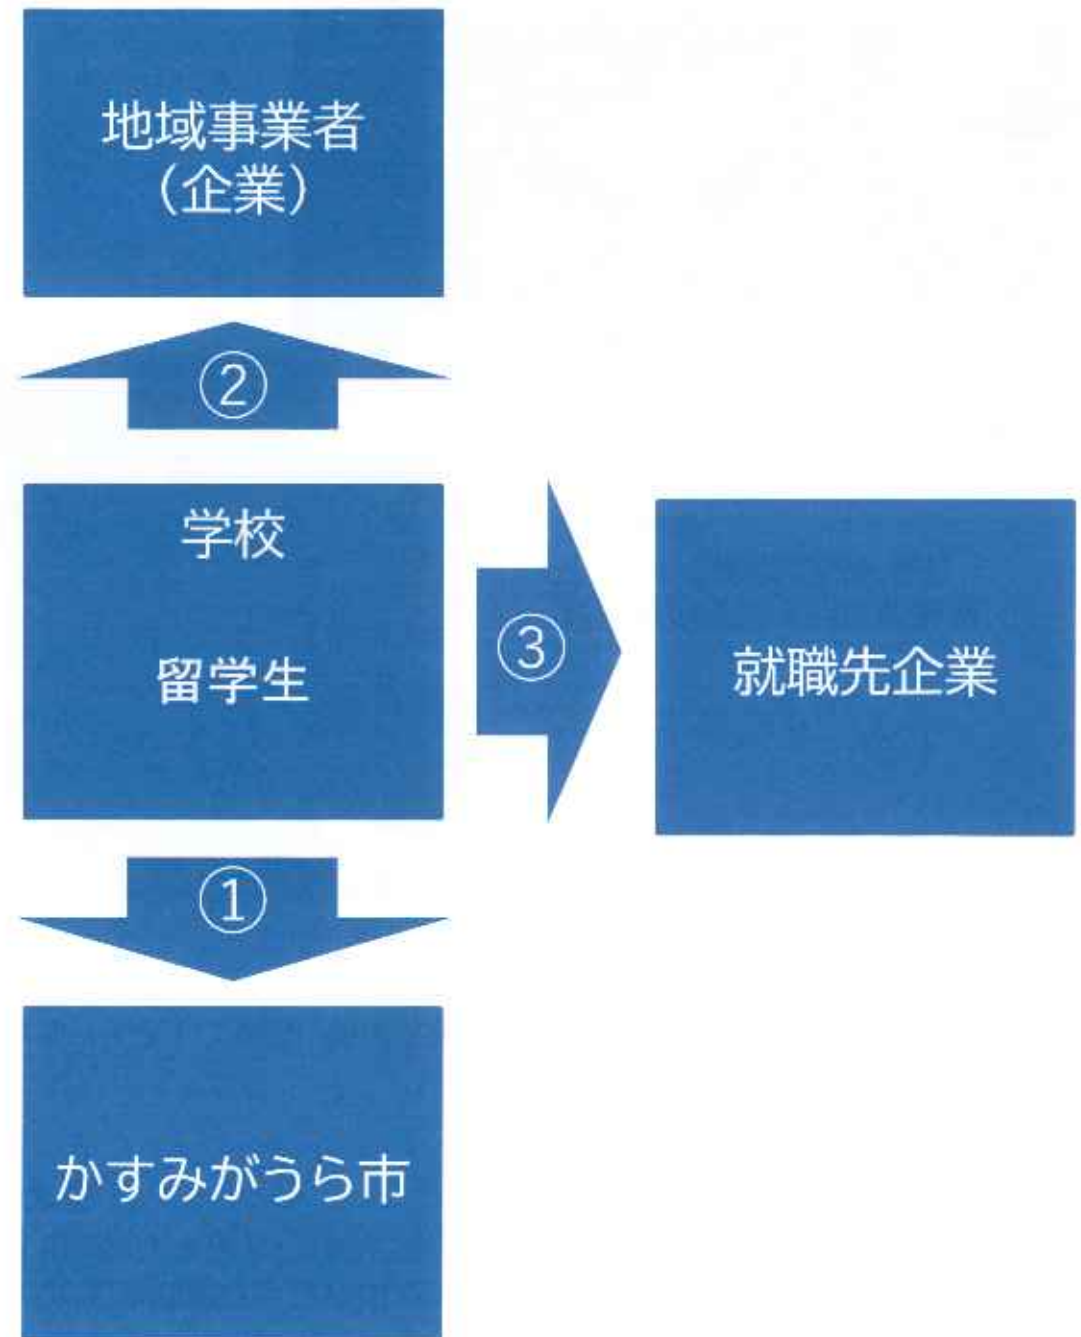 地域事業者
（企業）
②
学校
留学生
③
就職先企業
①
かすみがうら市